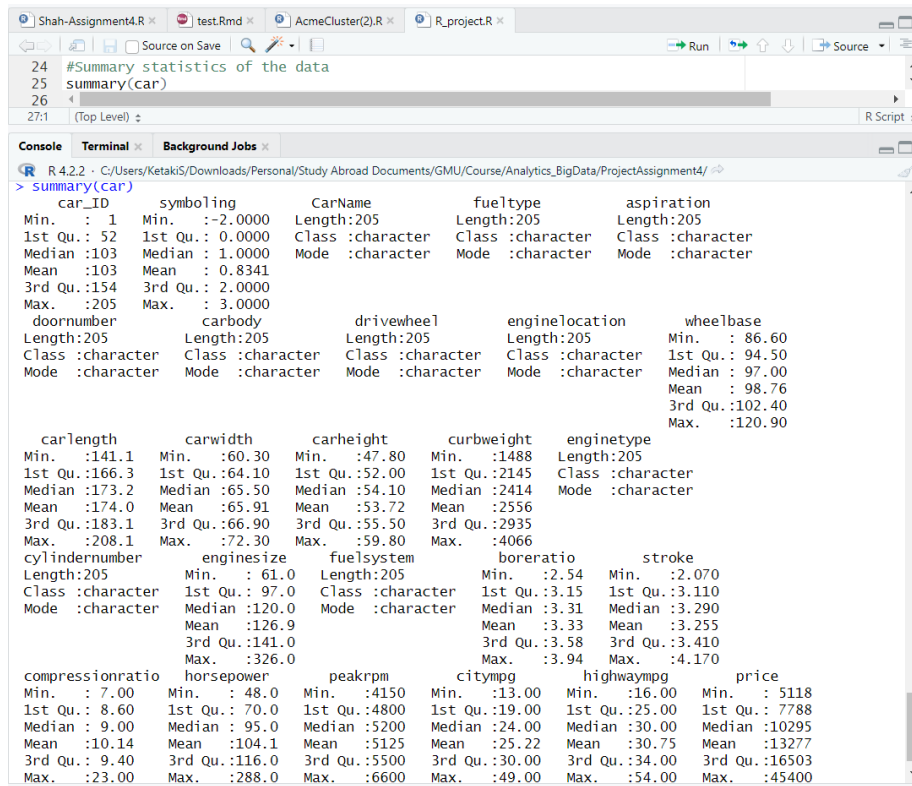 Shah-Assignment4.R × test.Rmd × AcmeCluster(2).R × R_project.R ×
Source on Save Run Source
24 #Summary statistics of the data
25 summary(car)
26
27:1 (Top Level) R Script
Console Terminal × Background Jobs ×
R 4.2.2 · C:/Users/KetakiS/Downloads/Personal/Study Abroad Documents/GMU/Course/Analytics_BigData/ProjectAssignment4/
> summary(car)
car_ID symboling CarName fueltype aspiration
Min. : 1 Min. :-2.0000 Length:205 Length:205 Length:205
1st Qu.: 52 1st Qu.: 0.0000 Class :character Class :character Class :character
Median :103 Median : 1.0000 Mode :character Mode :character Mode :character
Mean :103 Mean : 0.8341
3rd Qu.:154 3rd Qu.: 2.0000
Max. :205 Max. : 3.0000
doornumber carbody drivewheel enginelocation wheelbase
Length:205 Length:205 Length:205 Length:205 Min. : 86.60
Class :character Class :character Class :character Class :character 1st Qu.: 94.50
Mode :character Mode :character Mode :character Mode :character Median : 97.00
Mean : 98.76
3rd Qu.:102.40
Max. :120.90
carlength carwidth carheight curbweight enginetype
Min. :141.1 Min. :60.30 Min. :47.80 Min. :1488 Length:205
1st Qu.:166.3 1st Qu.:64.10 1st Qu.:52.00 1st Qu.:2145 Class :character
Median :173.2 Median :65.50 Median :54.10 Median :2414 Mode :character
Mean :174.0 Mean :65.91 Mean :53.72 Mean :2556
3rd Qu.:183.1 3rd Qu.:66.90 3rd Qu.:55.50 3rd Qu.:2935
Max. :208.1 Max. :72.30 Max. :59.80 Max. :4066
cylindernumber enginesize fuelsystem boreratio stroke
Length:205 Min. : 61.0 Length:205 Min. :2.54 Min. :2.070
Class :character 1st Qu.: 97.0 Class :character 1st Qu.:3.15 1st Qu.:3.110
Mode :character Median :120.0 Mode :character Median :3.31 Median :3.290
Mean :126.9 Mean :3.33 Mean :3.255
3rd Qu.:141.0 3rd Qu.:3.58 3rd Qu.:3.410
Max. :326.0 Max. :3.94 Max. :4.170
compressionratio horsepower peakrpm citympg highwaympg price
Min. : 7.00 Min. : 48.0 Min. :4150 Min. :13.00 Min. :16.00 Min. : 5118
1st Qu.: 8.60 1st Qu.: 70.0 1st Qu.:4800 1st Qu.:19.00 1st Qu.:25.00 1st Qu.: 7788
Median : 9.00 Median : 95.0 Median :5200 Median :24.00 Median :30.00 Median :10295
Mean :10.14 Mean :104.1 Mean :5125 Mean :25.22 Mean :30.75 Mean :13277
3rd Qu.: 9.40 3rd Qu.:116.0 3rd Qu.:5500 3rd Qu.:30.00 3rd Qu.:34.00 3rd Qu.:16503
Max. :23.00 Max. :288.0 Max. :6600 Max. :49.00 Max. :54.00 Max. :45400